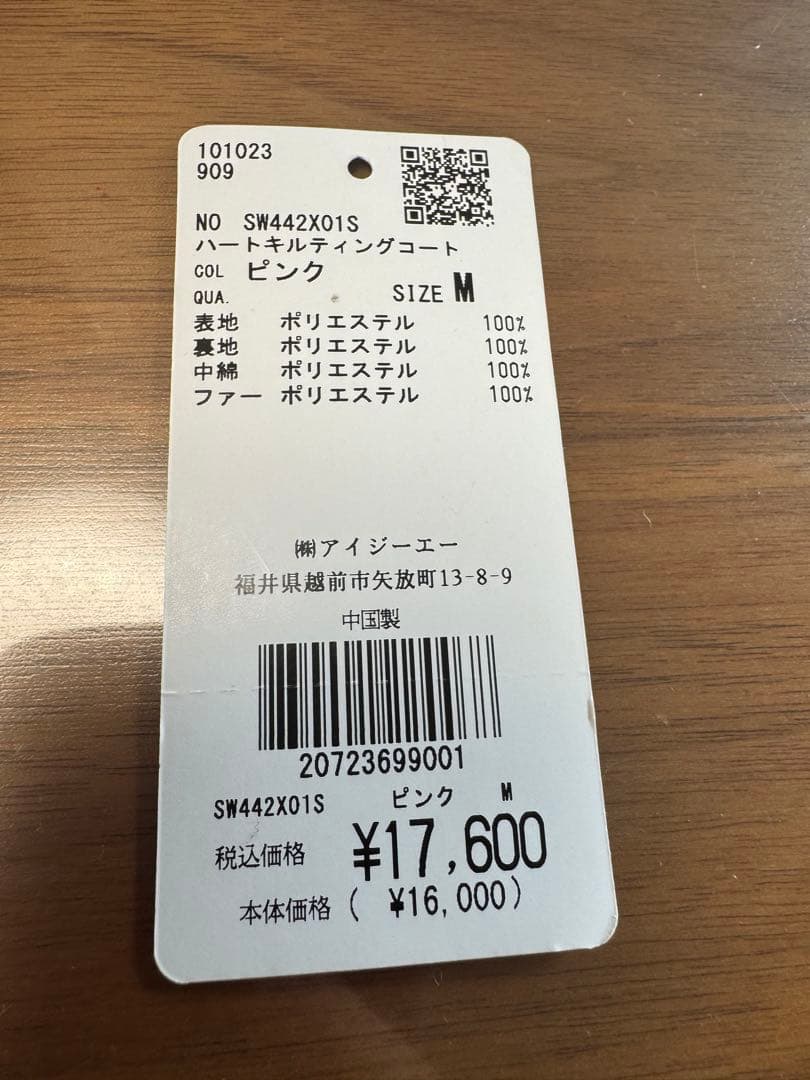 101023
909
NO SW442X01S
ハートキルティングコート
COL ピンク
QUA. SIZE M
表地 ポリエステル 100%
裏地 ポリエステル 100%
中綿 ポリエステル 100%
ファー ポリエステル 100%
㈱アイジーエー
福井県越前市矢放町13-8-9
中国製
20723699001
SW442X01S ピンク M
税込価格 ¥17,600
本体価格 ( ¥16,000)